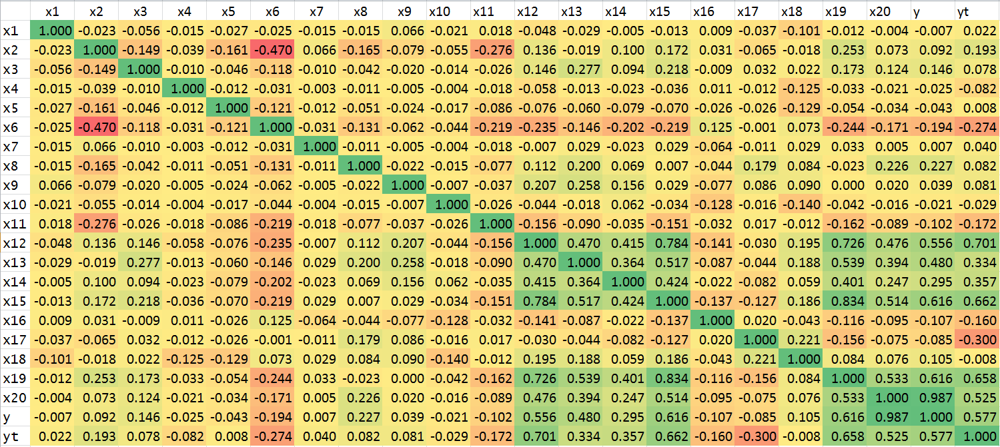 x1 x2 x3 x4 x5 x6 x7 x8 x9 x10 x11 x12 x13 x14 x15 x16 x17 x18 x19 x20 y yt
x1 1.000 -0.023 -0.056 -0.015 -0.027 -0.025 -0.015 -0.015 0.066 -0.021 0.018 -0.048 -0.029 -0.005 -0.013 0.009 -0.037 -0.101 -0.012 -0.004 -0.007 0.022
x2 -0.023 1.000 -0.149 -0.039 -0.161 -0.470 0.066 -0.165 -0.079 -0.055 -0.276 0.136 -0.019 0.100 0.172 0.031 -0.065 -0.018 0.253 0.073 0.092 0.193
x3 -0.056 -0.149 1.000 -0.010 -0.046 -0.118 -0.010 -0.042 -0.020 -0.014 -0.026 0.146 0.277 0.094 0.218 -0.009 0.032 0.022 0.173 0.124 0.146 0.078
x4 -0.015 -0.039 -0.010 1.000 -0.012 -0.031 -0.003 -0.011 -0.005 -0.004 -0.018 -0.058 -0.013 -0.023 -0.036 0.011 -0.012 -0.125 -0.033 -0.021 -0.025 -0.082
x5 -0.027 -0.161 -0.046 -0.012 1.000 -0.121 -0.012 -0.051 -0.024 -0.017 -0.086 -0.076 -0.060 -0.079 -0.070 -0.026 -0.026 -0.129 -0.054 -0.034 -0.043 0.008
x6 -0.025 -0.470 -0.118 -0.031 -0.121 1.000 -0.031 -0.131 -0.062 -0.044 -0.219 -0.235 -0.146 -0.202 -0.219 0.125 -0.001 0.073 -0.244 -0.171 -0.194 -0.274
x7 -0.015 0.066 -0.010 -0.003 -0.012 -0.031 1.000 -0.011 -0.005 -0.004 -0.018 -0.007 0.029 -0.023 0.029 -0.064 -0.011 0.029 0.033 0.005 0.007 0.040
x8 -0.015 -0.165 -0.042 -0.011 -0.051 -0.131 -0.011 1.000 -0.022 -0.015 -0.077 0.112 0.200 0.069 0.007 -0.044 0.179 0.084 -0.023 0.226 0.227 0.082
x9 0.066 -0.079 -0.020 -0.005 -0.024 -0.062 -0.005 -0.022 1.000 -0.007 -0.037 0.207 0.258 0.156 0.029 -0.077 0.086 0.090 0.000 0.020 0.039 0.081
x10 -0.021 -0.055 -0.014 -0.004 -0.017 -0.044 -0.004 -0.015 -0.007 1.000 -0.026 -0.044 -0.018 0.062 -0.034 -0.128 -0.016 -0.140 -0.042 -0.016 -0.021 -0.029
x11 0.018 -0.276 -0.026 -0.018 -0.086 -0.219 -0.018 -0.077 -0.037 -0.026 1.000 -0.156 -0.090 -0.035 -0.151 -0.032 0.017 -0.012 -0.162 -0.089 -0.102 -0.172
x12 -0.048 0.136 0.146 -0.058 -0.076 -0.235 -0.007 0.112 0.207 -0.044 -0.156 1.000 0.470 0.415 0.784 -0.141 -0.030 0.195 0.726 0.476 0.556 0.701
x13 -0.029 -0.019 0.277 -0.013 -0.060 -0.146 0.029 0.200 0.258 -0.018 -0.090 0.470 1.000 0.364 0.517 -0.087 -0.044 0.188 0.539 0.394 0.480 0.334
x14 -0.005 0.100 0.094 -0.023 -0.079 -0.202 -0.023 0.069 0.156 0.062 -0.035 0.415 0.364 1.000 0.424 -0.022 -0.082 0.059 0.401 0.247 0.295 0.357
x15 -0.013 0.172 0.218 -0.036 -0.070 -0.219 0.029 0.007 0.029 -0.034 -0.151 0.784 0.517 0.424 1.000 -0.137 -0.127 0.186 0.834 0.514 0.616 0.662
x16 0.009 0.031 -0.009 0.011 -0.026 0.125 -0.064 -0.044 -0.077 -0.128 -0.032 -0.141 -0.087 -0.022 -0.137 1.000 0.020 -0.043 -0.116 -0.095 -0.107 -0.160
x17 -0.037 -0.065 0.032 -0.012 -0.026 -0.001 -0.011 0.179 0.086 -0.016 0.017 -0.030 -0.044 -0.082 -0.127 0.020 1.000 0.221 -0.156 -0.075 -0.085 -0.300
x18 -0.101 -0.018 0.022 -0.125 -0.129 0.073 0.029 0.084 0.090 -0.140 -0.012 0.195 0.188 0.059 0.186 -0.043 0.221 1.000 0.084 0.076 0.105 -0.008
x19 -0.012 0.253 0.173 -0.033 -0.054 -0.244 0.033 -0.023 0.000 -0.042 -0.162 0.726 0.539 0.401 0.834 -0.116 -0.156 0.084 1.000 0.533 0.616 0.658
x20 -0.004 0.073 0.124 -0.021 -0.034 -0.171 0.005 0.226 0.020 -0.016 -0.089 0.476 0.394 0.247 0.514 -0.095 -0.075 0.076 0.533 1.000 0.987 0.525
y -0.007 0.092 0.146 -0.025 -0.043 -0.194 0.007 0.227 0.039 -0.021 -0.102 0.556 0.480 0.295 0.616 -0.107 -0.085 0.105 0.616 0.987 1.000 0.577
yt 0.022 0.193 0.078 -0.082 0.008 -0.274 0.040 0.082 0.081 -0.029 -0.172 0.701 0.334 0.357 0.662 -0.160 -0.300 -0.008 0.658 0.525 0.577 1.000